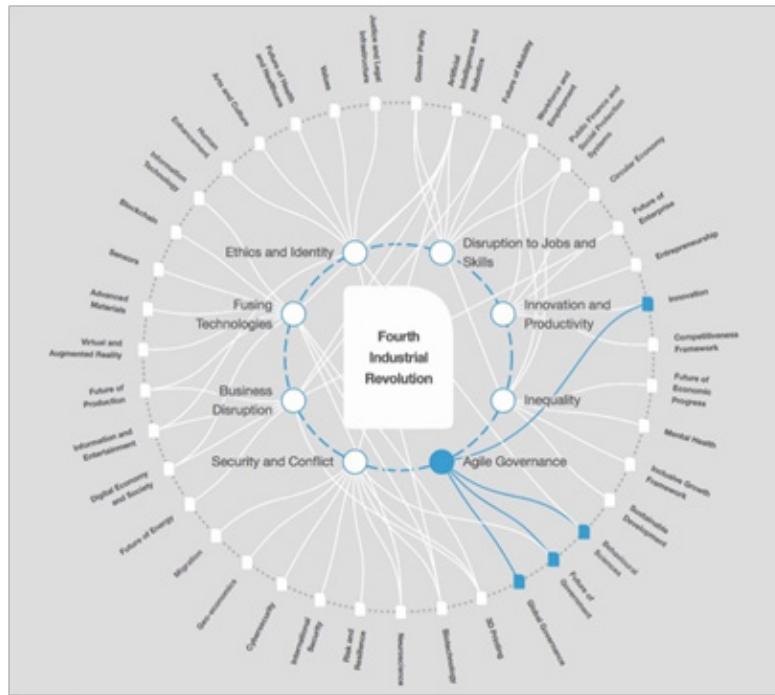 Fourth
Industrial
Revolution
Ethics and Identity
Disruption to Jobs and
Skills
Fusing
Technologies
Innovation and
Productivity
Business
Disruption
Inequality
Security and Conflict
Agile Governance
Justice and Legal
Infrastructure
Gender Parity
Artificial
Intelligence and
Robotics
Future of Mobility
Workforce and
Employment
Public Finance and
Social Protection
Systems
Circular Economy
Future of
Enterprise
Entrepreneurship
Innovation
Competitiveness
Framework
Future of
Economic
Progress
Mental Health
Inclusive Growth
Framework
Sustainable
Development
Behavioural
Sciences
Future of
Government
Global Governance
3D Printing
Biotechnology
Neuroscience
Risk and
Resilience
International
Security
Cybersecurity
Geo-economics
Migration
Future of Energy
Digital Economy
and Society
Information and
Entertainment
Future of
Production
Virtual and
Augmented Reality
Advanced
Materials
Sensors
Blockchain
Information
Technology
Human
Enhancement
Arts and Culture
Future of Health
and Healthcare
Values